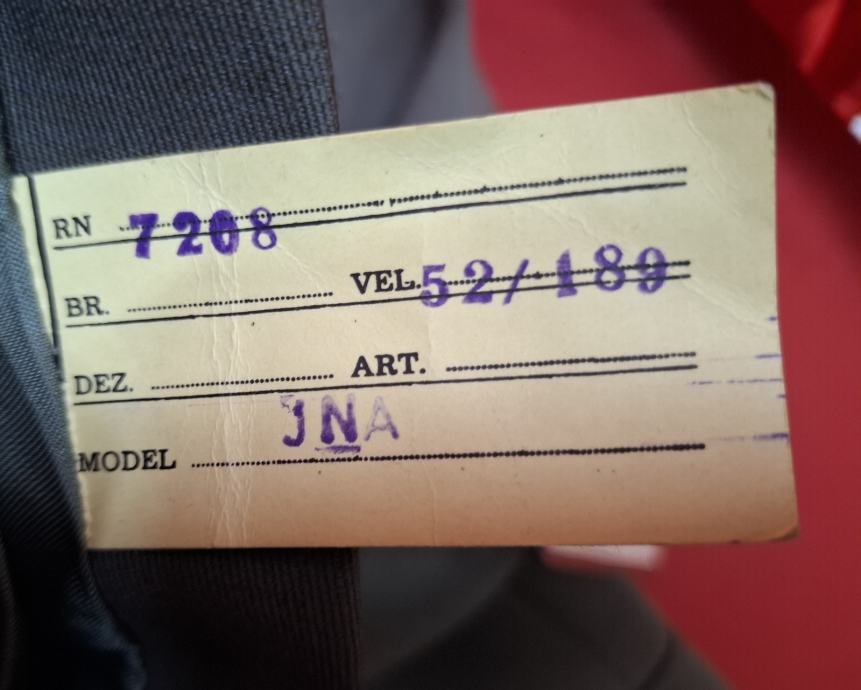 RN 7208
BR. VEL. 52/189
DEZ. ART.
JNA
MODEL